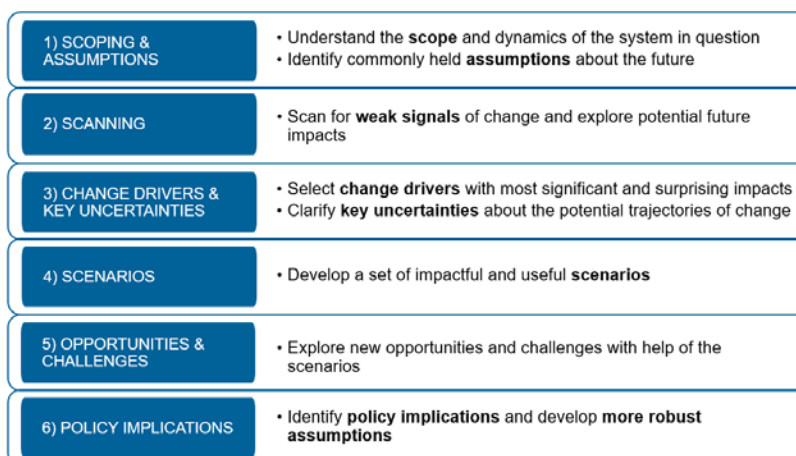 1) SCOPING &
ASSUMPTIONS
• Understand the scope and dynamics of the system in question
• Identify commonly held assumptions about the future
2) SCANNING
• Scan for weak signals of change and explore potential future
impacts
3) CHANGE DRIVERS &
KEY UNCERTAINTIES
• Select change drivers with most significant and surprising impacts
• Clarify key uncertainties about the potential trajectories of change
4) SCENARIOS
• Develop a set of impactful and useful scenarios
5) OPPORTUNITIES &
CHALLENGES
• Explore new opportunities and challenges with help of the
scenarios
6) POLICY IMPLICATIONS
• Identify policy implications and develop more robust
assumptions